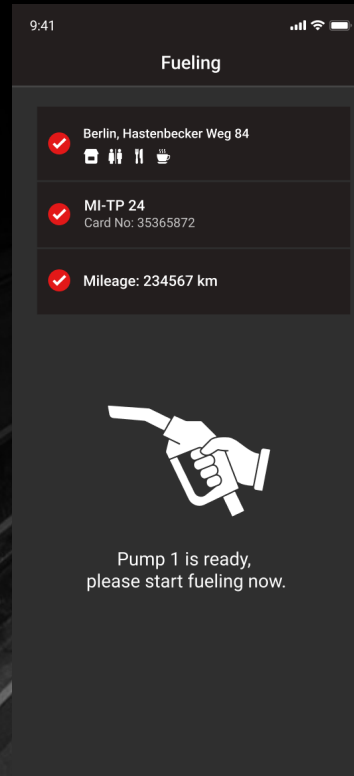 9:41
Fueling
Berlin, Hastenbecker Weg 84
MI-TP 24
Card No: 35365872
Mileage: 234567 km
Pump 1 is ready,
please start fueling now.